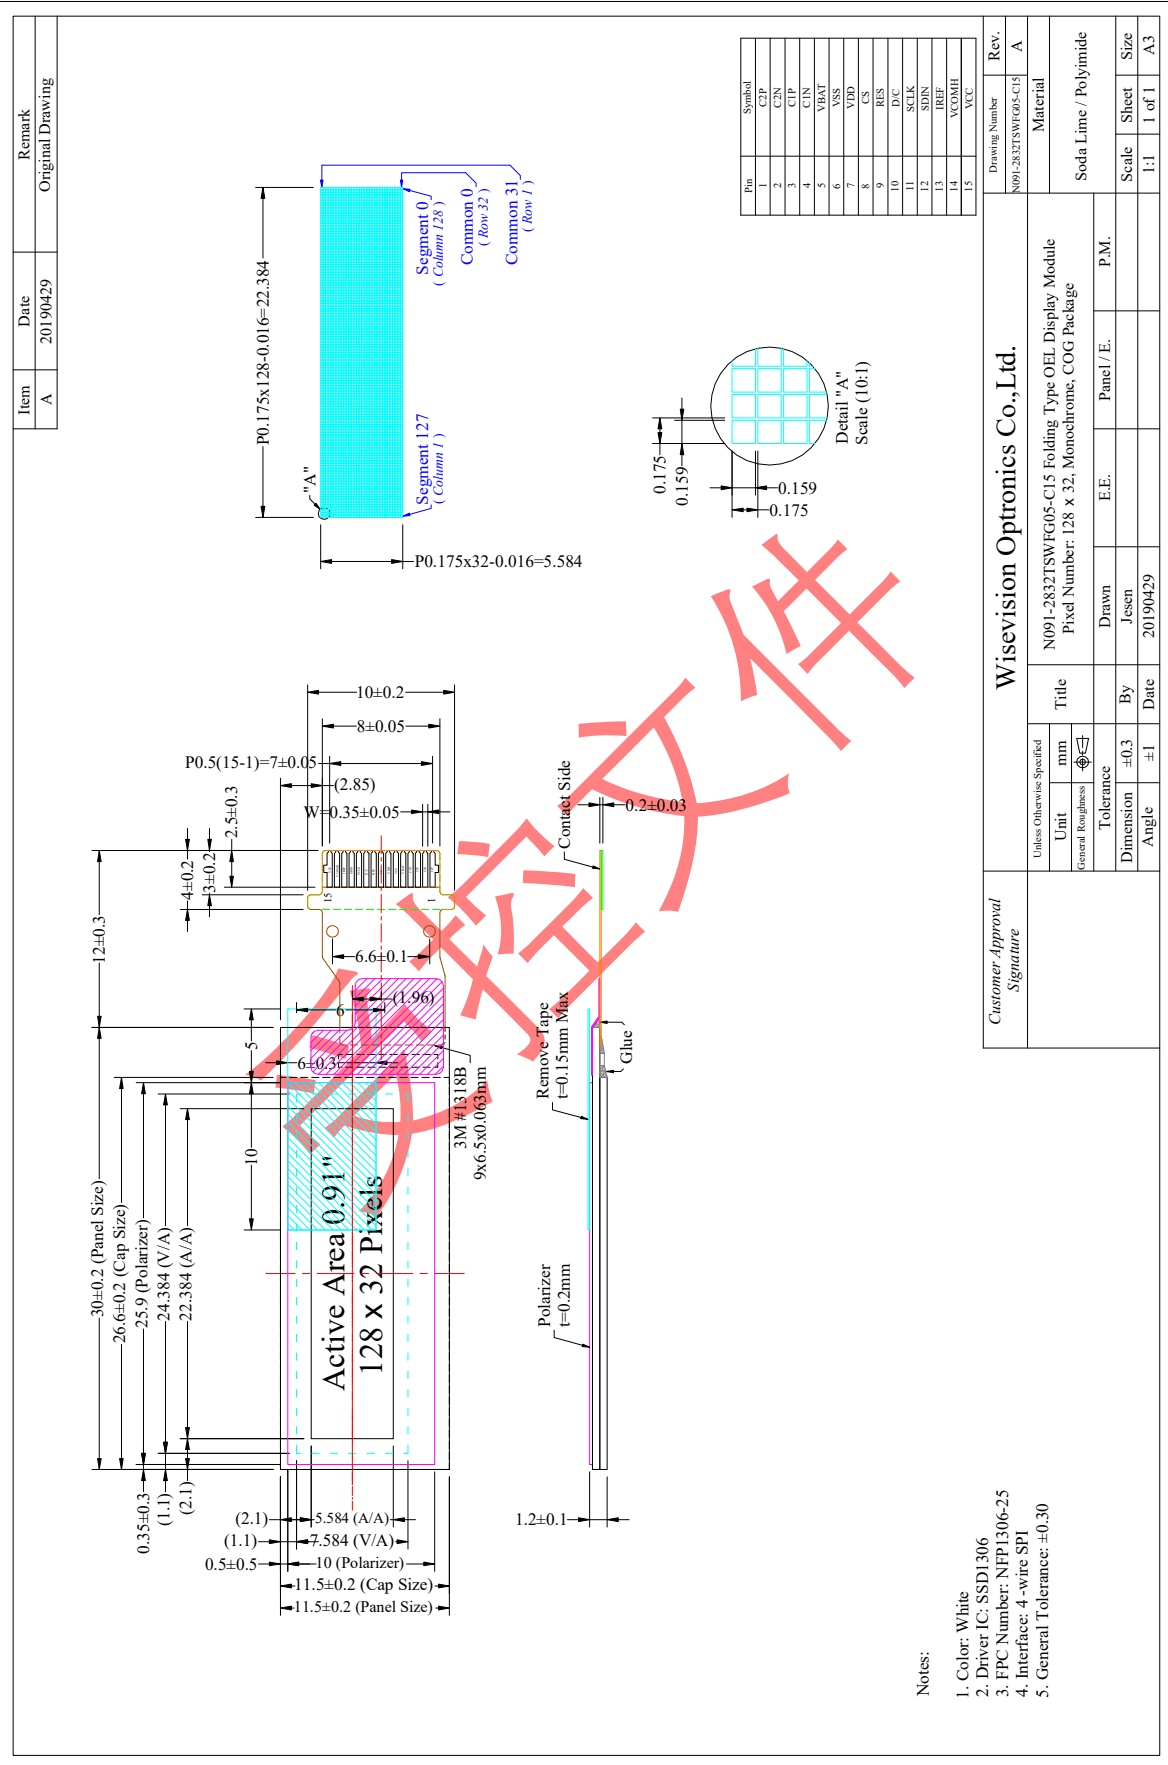 Item Date Remark
A 20190429 Original Drawing
P0.175x128-0.016=22.384
"A"
Segment 127
( Column 1 )
Segment 0
( Column 128 )
Common 0
( Row 32 )
Common 31
( Row 1 )
P0.175x32-0.016=5.584
0.175
0.159
0.159
0.175
Detail "A"
Scale (10:1)
Pin Symbol
1 C2P
2 C2N
3 C1P
4 C1N
5 VBAT
6 VSS
7 VDD
8 CS
9 RES
10 D/C
11 SCLK
12 SDIN
13 IREF
14 VCOMH
15 VCC
30±0.2 (Panel Size)
12±0.3
26.6±0.2 (Cap Size)
25.9 (Polarizer)
24.384 (V/A)
22.384 (A/A)
0.35±0.3
(1.1)
(2.1)
10
5
4±0.2
3±0.2
2.5±0.3
10±0.2
8±0.05
P0.5(15-1)=7±0.05
(2.85)
W=0.35±0.05
15
1
6.6±0.1
6
(1.96)
6±0.3
3M #1318B
9x6.5x0.063mm
Active Area 0.91"
128 x 32 Pixels
(2.1)
5.584 (A/A)
(1.1)
7.584 (V/A)
0.5±0.5
10 (Polarizer)
11.5±0.2 (Cap Size)
11.5±0.2 (Panel Size)
Polarizer
t=0.2mm
Remove Tape
t=0.15mm Max
Glue
Contact Side
0.2±0.03
1.2±0.1
受控文件
Notes:
1. Color: White
2. Driver IC: SSD1306
3. FPC Number: NFP1306-25
4. Interface: 4 -wire SPI
5. General Tolerance: ±0.30
Customer Approval
Signature
Wisevision Optronics Co.,Ltd.
Drawing Number Rev.
N091-2832TSWFG05-C15 A
Unless Otherwise Specified
Unit mm
General Roughness
Tolerance
Dimension ±0.3
Angle ±1
Title
N091-2832TSWFG05-C15 Folding Type OEL Display Module
Pixel Number: 128 x 32, Monochrome, COG Package
Material
Soda Lime / Polyimide
Drawn E.E. Panel / E. P.M.
By Jesen
Date 20190429
Scale Sheet Size
1:1 1 of 1 A3